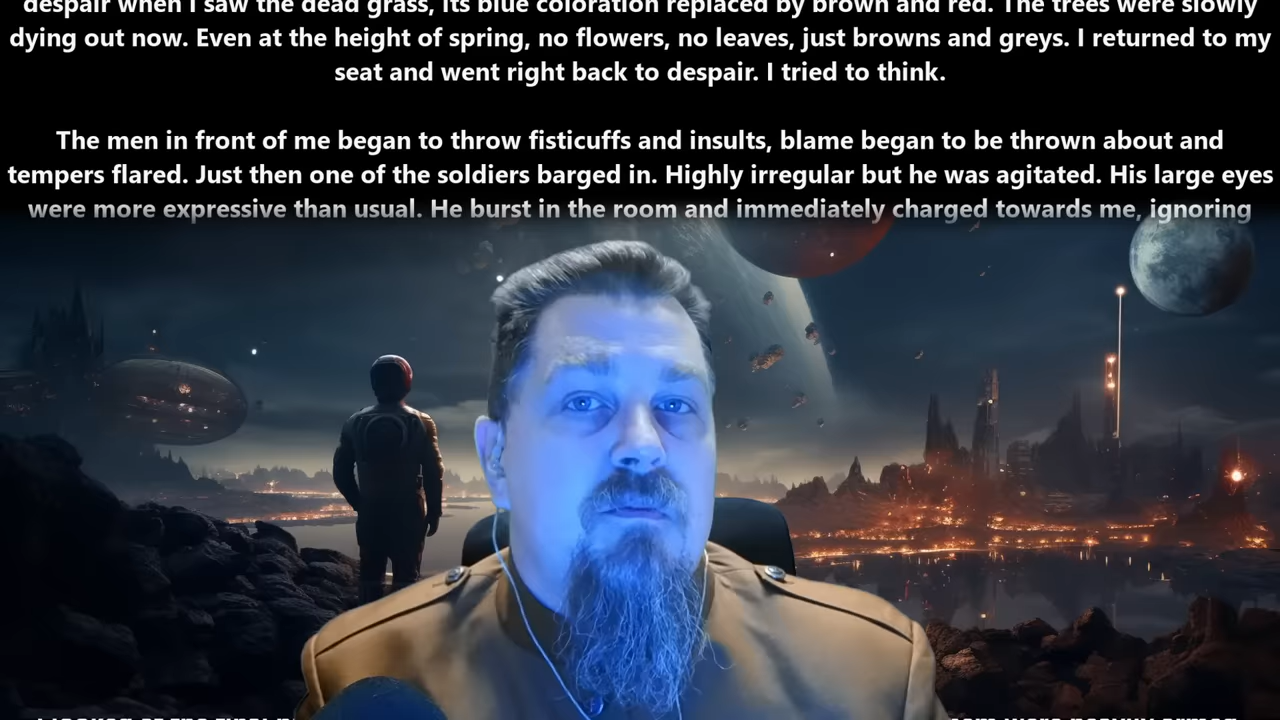 despair when I saw the dead grass, its blue coloration replaced by brown and red. The trees were slowly
dying out now. Even at the height of spring, no flowers, no leaves, just browns and greys. I returned to my
seat and went right back to despair. I tried to think.
The men in front of me began to throw fisticuffs and insults, blame began to be thrown about and
tempers flared. Just then one of the soldiers barged in. Highly irregular but he was agitated. His large eyes
were more expressive than usual. He burst in the room and immediately charged towards me, ignoring